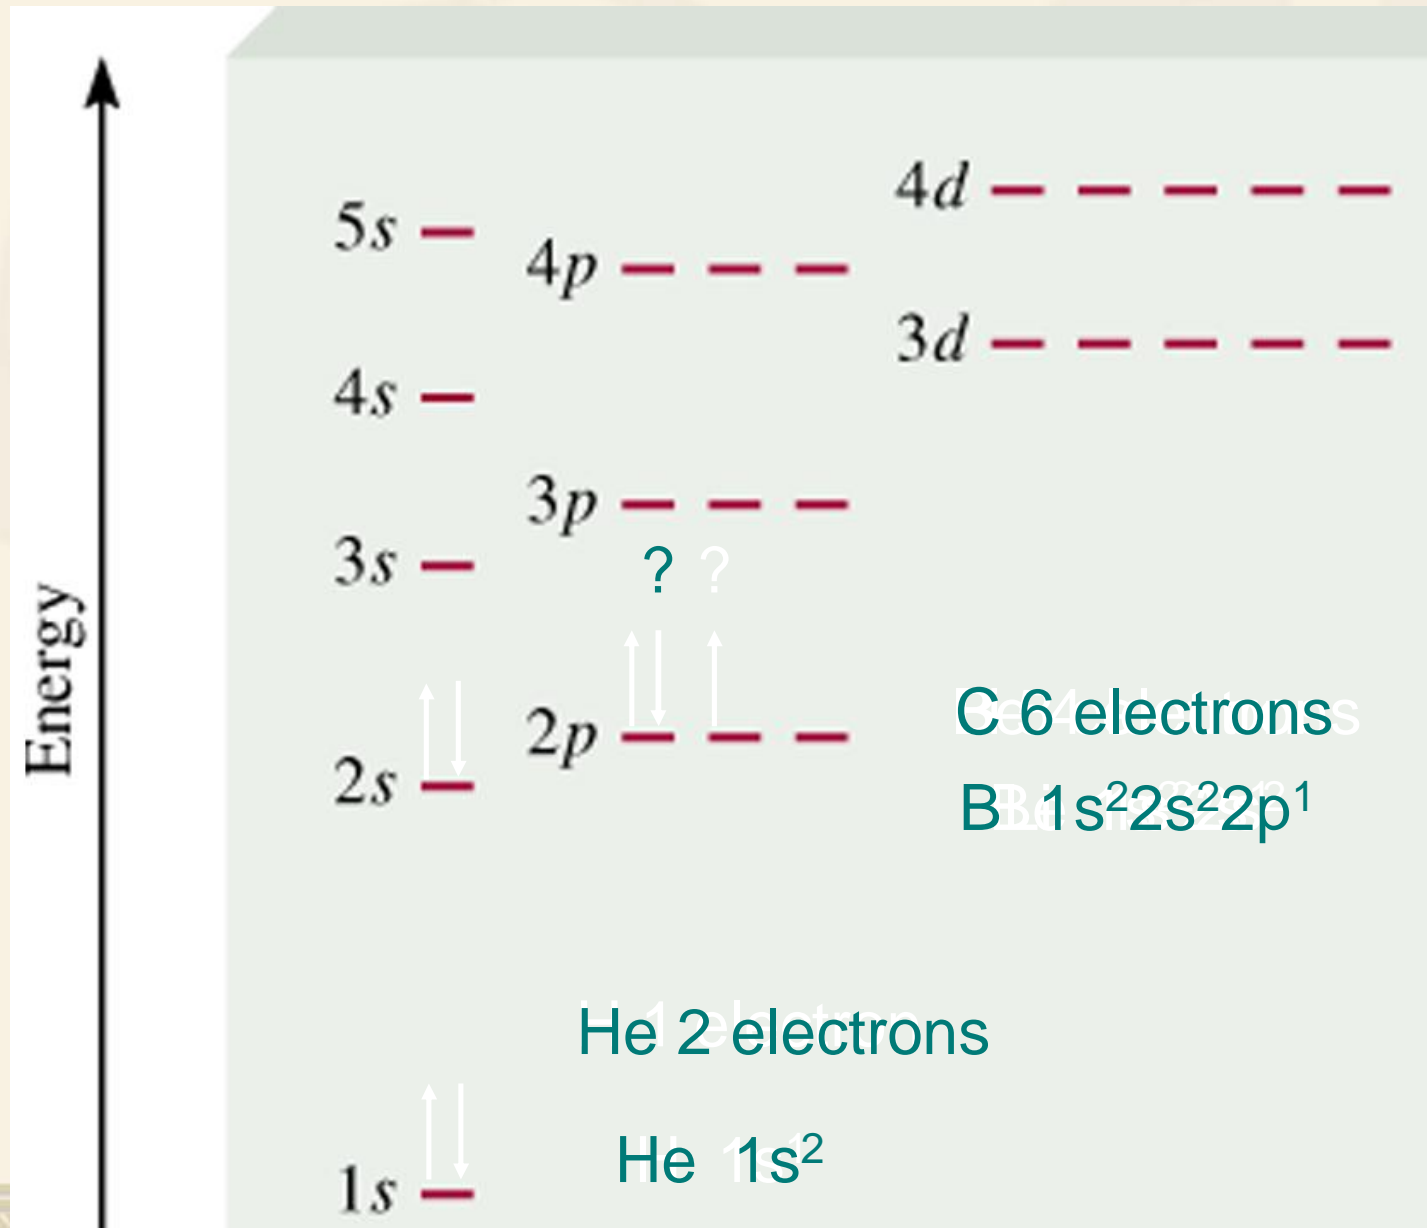 4d
5s
4p
3d
4s
3p
3s
? ?
Energy
2p
C 6 electrons
2s
B 1s²2s²2p¹
He 2 electrons
He 1s²
1s